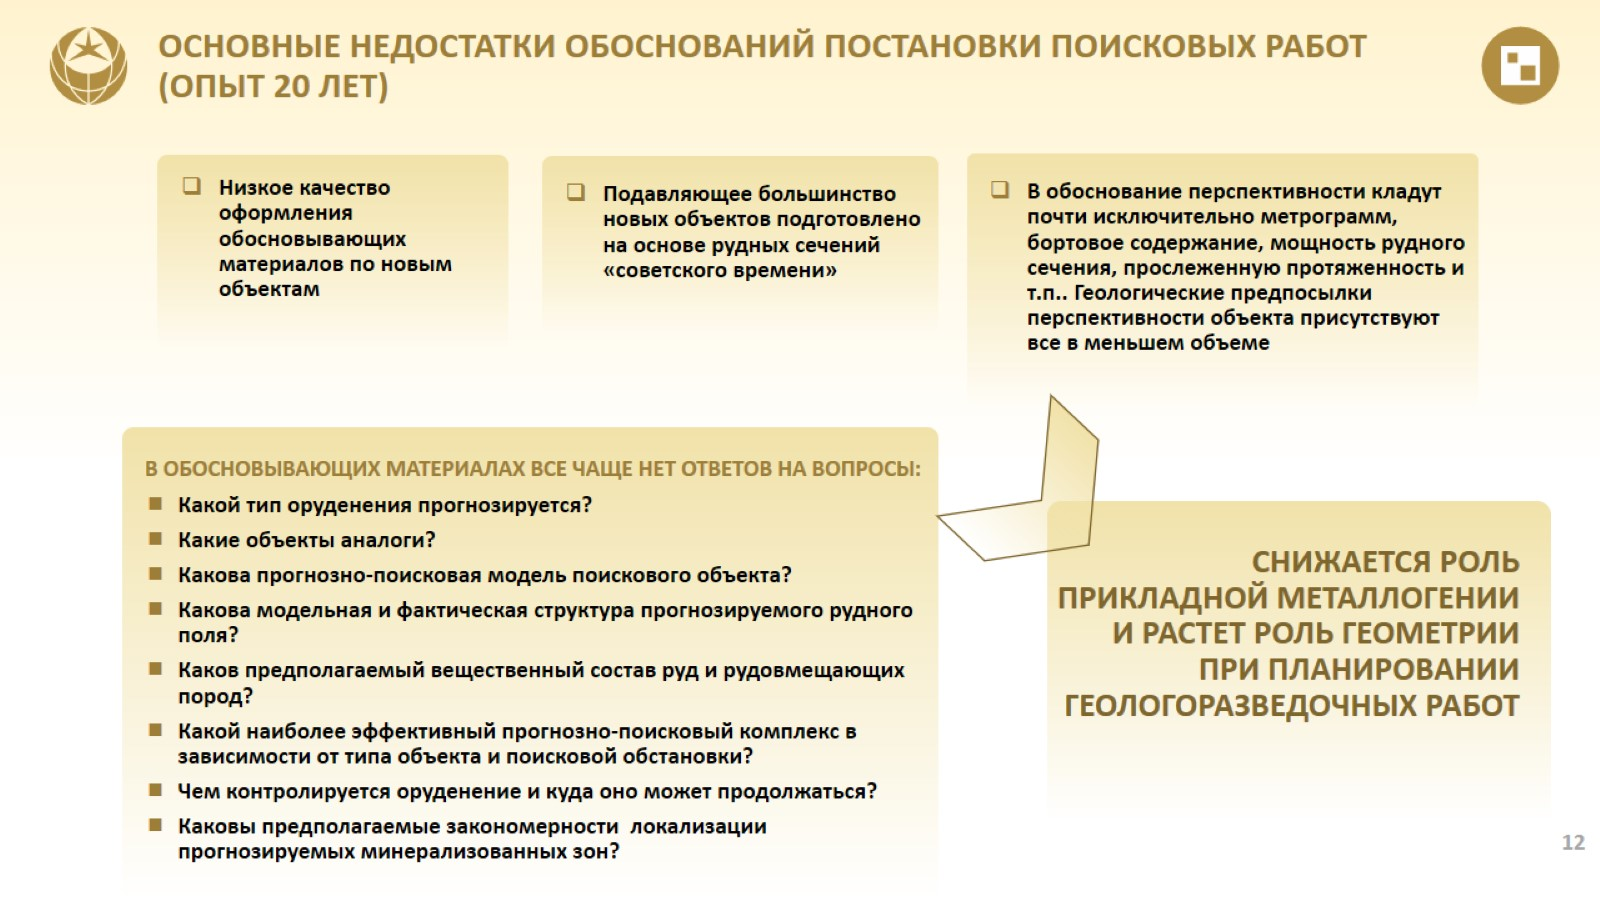 ОСНОВНЫЕ НЕДОСТАТКИ ОБОСНОВАНИЙ ПОСТАНОВКИ ПОИСКОВЫХ РАБОТ
(ОПЫТ 20 ЛЕТ)
Низкое качество
оформления
обосновывающих
материалов по новым
объектам
Подавляющее большинство
новых объектов подготовлено
на основе рудных сечений
«советского времени»
В обоснование перспективности кладут
почти исключительно метрограмм,
бортовое содержание, мощность рудного
сечения, прослеженную протяженность и
т.п.. Геологические предпосылки
перспективности объекта присутствуют
все в меньшем объеме
В ОБОСНОВЫВАЮЩИХ МАТЕРИАЛАХ ВСЕ ЧАЩЕ НЕТ ОТВЕТОВ НА ВОПРОСЫ:
Какой тип оруденения прогнозируется?
Какие объекты аналоги?
Какова прогнозно-поисковая модель поискового объекта?
Какова модельная и фактическая структура прогнозируемого рудного
поля?
Каков предполагаемый вещественный состав руд и рудовмещающих
пород?
Какой наиболее эффективный прогнозно-поисковый комплекс в
зависимости от типа объекта и поисковой обстановки?
Чем контролируется оруденение и куда оно может продолжаться?
Каковы предполагаемые закономерности локализации
прогнозируемых минерализованных зон?
СНИЖАЕТСЯ РОЛЬ
ПРИКЛАДНОЙ МЕТАЛЛОГЕНИИ
И РАСТЕТ РОЛЬ ГЕОМЕТРИИ
ПРИ ПЛАНИРОВАНИИ
ГЕОЛОГОРАЗВЕДОЧНЫХ РАБОТ
12